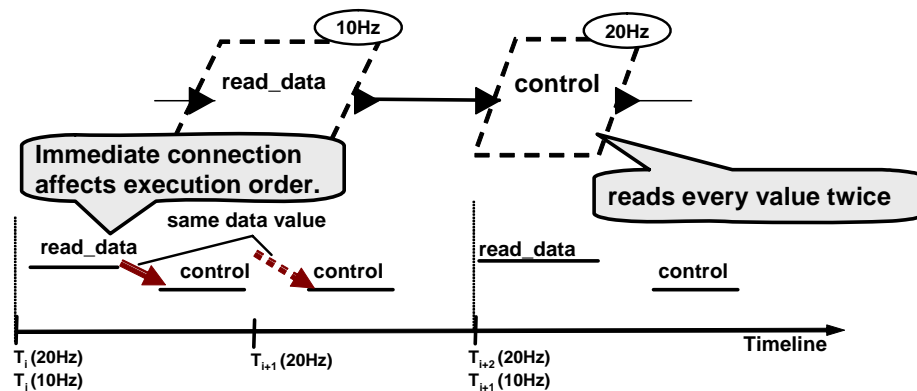 10Hz
20Hz
read_data
control
Immediate connection
affects execution order.
reads every value twice
same data value
read_data
control
control
read_data
control
Timeline
Ti (20Hz)
Ti+1 (20Hz)
Ti+2 (20Hz)
Ti (10Hz)
Ti+1 (10Hz)